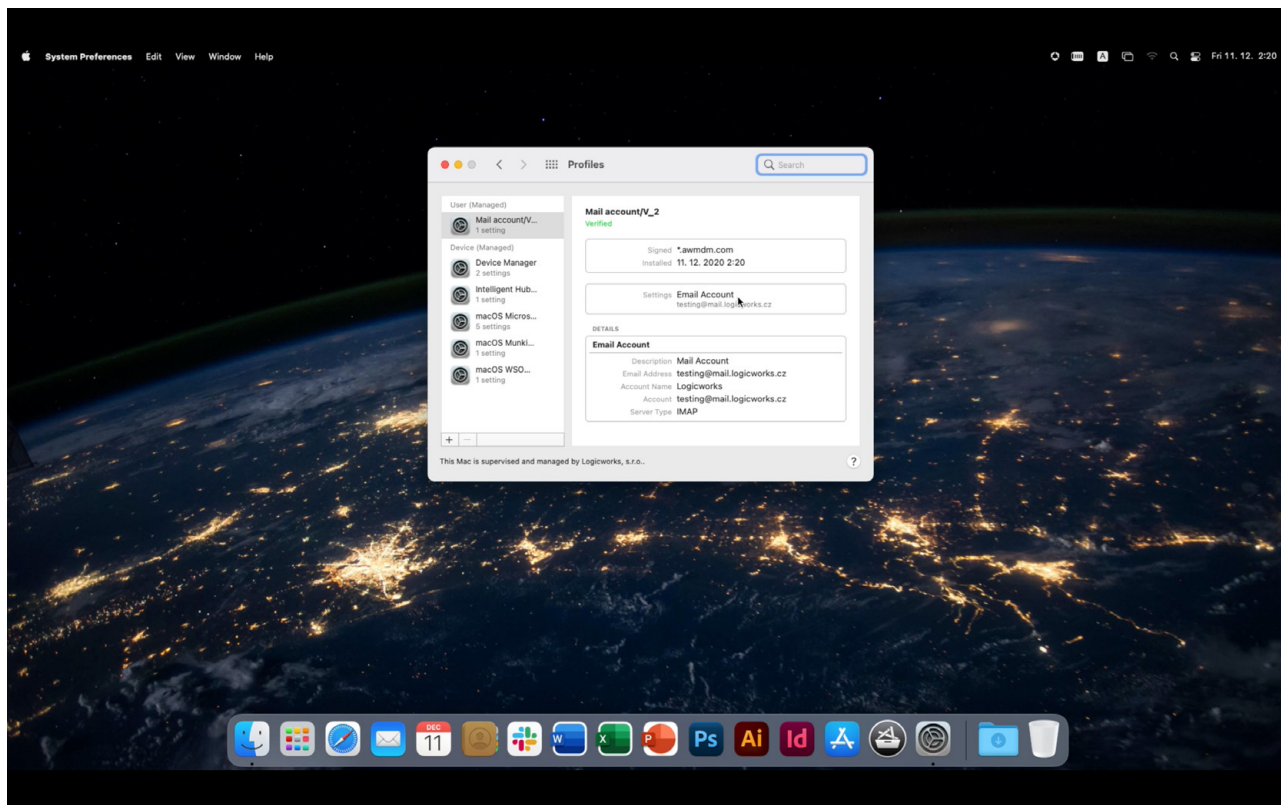 System Preferences Edit View Window Help
A Fri 11. 12. 2:20
Profiles
Search
User (Managed)
Mail account/V...
1 setting
Device (Managed)
Device Manager
2 settings
Intelligent Hub...
1 setting
macOS Micros...
5 settings
macOS Munki...
1 setting
macOS WSO...
1 setting
+ −
Mail account/V_2
Verified
Signed *.awmdm.com
Installed 11. 12. 2020 2:20
Settings Email Account
testing@mail.logicworks.cz
DETAILS
Email Account
Description Mail Account
Email Address testing@mail.logicworks.cz
Account Name Logicworks
Account testing@mail.logicworks.cz
Server Type IMAP
This Mac is supervised and managed by Logicworks, s.r.o..
?
DEC
11
W
X
P
Ps
Ai
Id